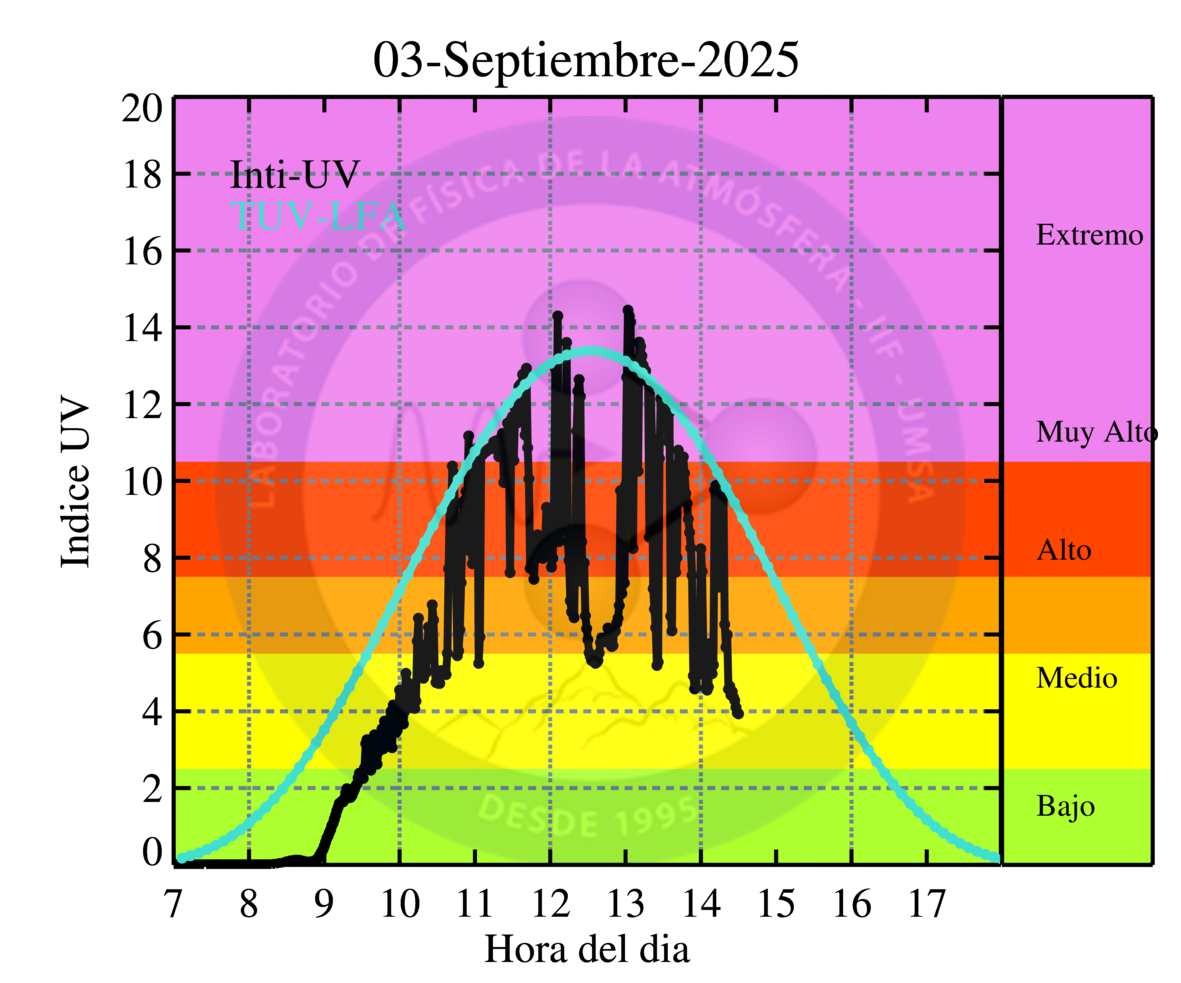 03-Septiembre-2025
20
18
16
14
12
10
8
6
4
2
0
Indice UV
Inti-UV
TUV-LFA
LABORATORIO DE FÍSICA DE LA ATMÓSFERA - IIF - UMSA
DESDE 1995
Extremo
Muy Alto
Alto
Medio
Bajo
7 8 9 10 11 12 13 14 15 16 17
Hora del dia